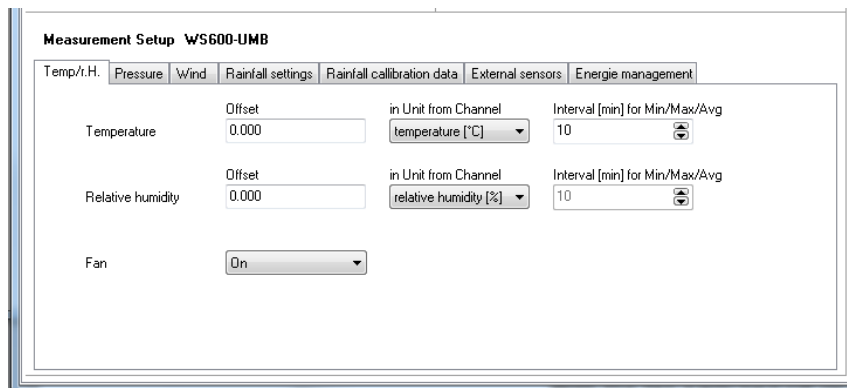 Measurement Setup WS600-UMB
Temp/r.H. Pressure Wind Rainfall settings Rainfall callibration data External sensors Energie management
Offset in Unit from Channel Interval [min] for Min/Max/Avg
Temperature 0.000 temperature [°C] 10
Offset in Unit from Channel Interval [min] for Min/Max/Avg
Relative humidity 0.000 relative humidity [%] 10
Fan On